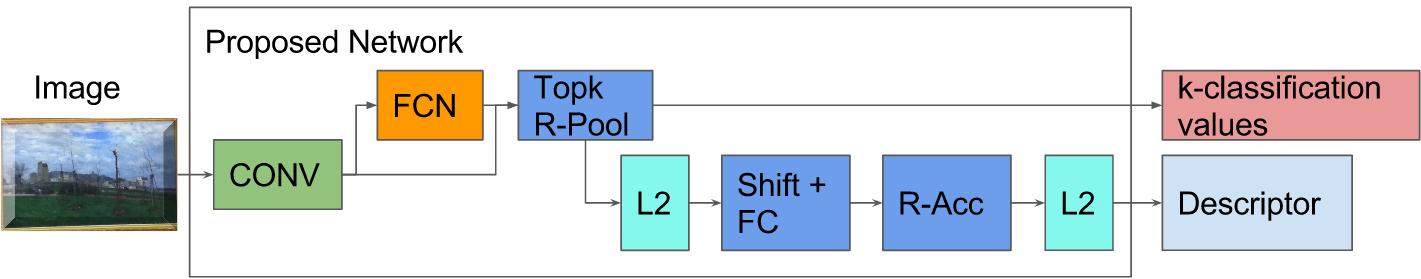 Proposed Network
Image
FCN
Topk
R-Pool
k-classification
values
CONV
L2
Shift +
FC
R-Acc
L2
Descriptor